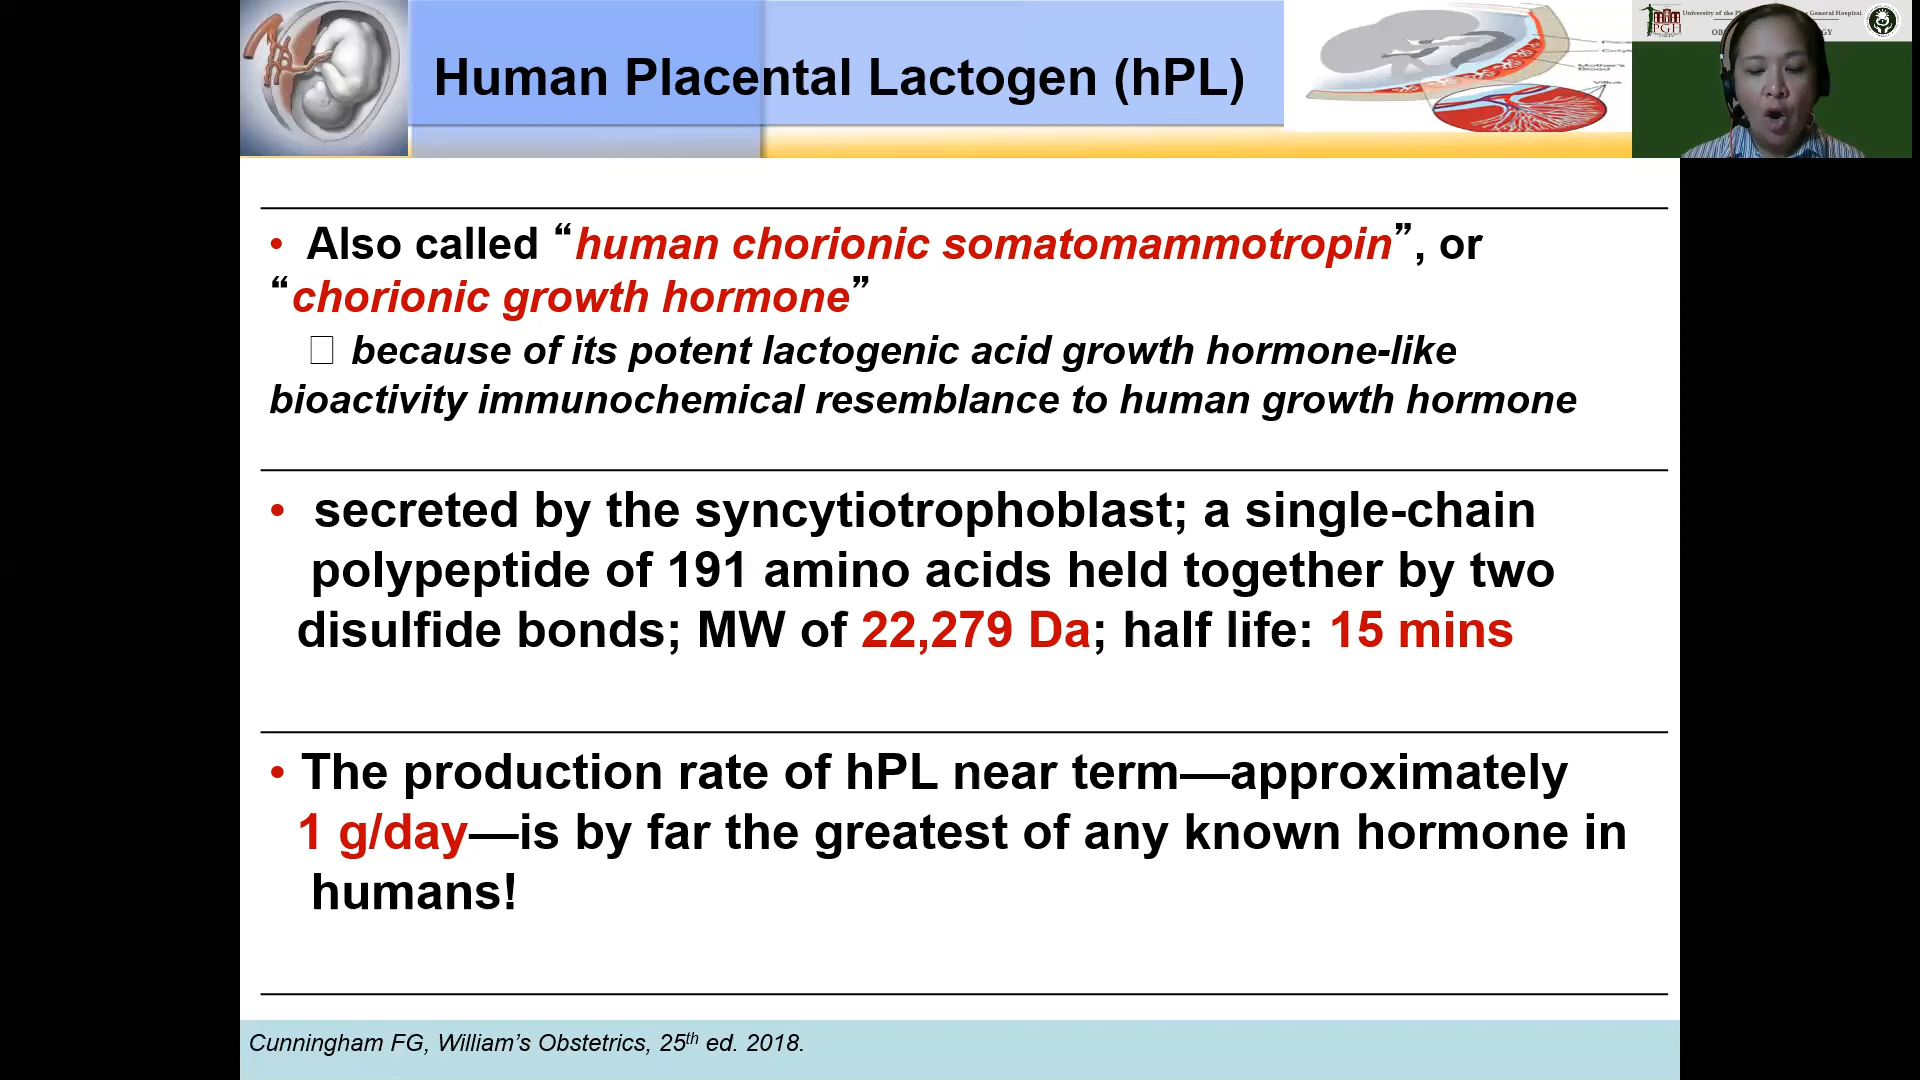 Human Placental Lactogen (hPL)
Mother's
Blood
Villus
PGH
• Also called “human chorionic somatomammotropin”, or
“chorionic growth hormone”
because of its potent lactogenic acid growth hormone-like
bioactivity immunochemical resemblance to human growth hormone
• secreted by the syncytiotrophoblast; a single-chain
polypeptide of 191 amino acids held together by two
disulfide bonds; MW of 22,279 Da; half life: 15 mins
• The production rate of hPL near term—approximately
1 g/day—is by far the greatest of any known hormone in
humans!
Cunningham FG, William’s Obstetrics, 25th ed. 2018.